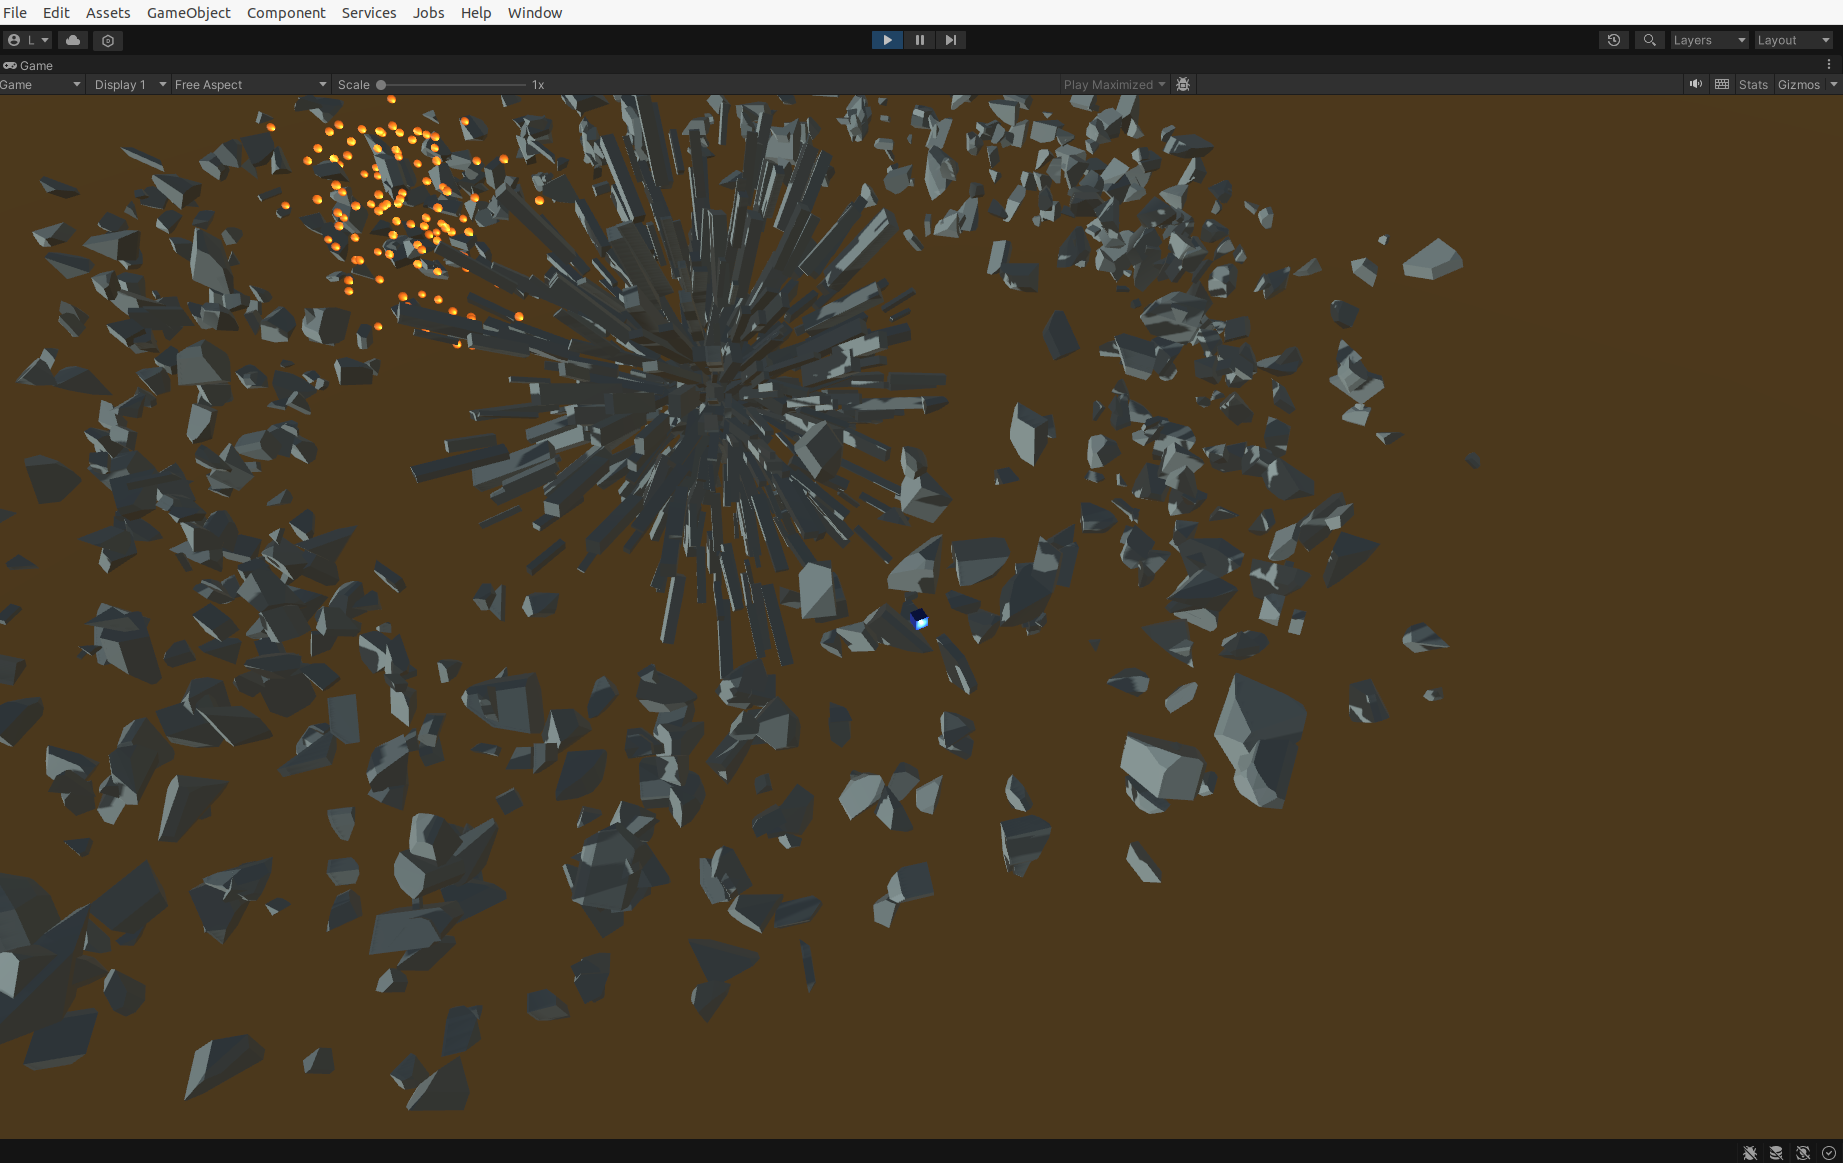 File Edit Assets GameObject Component Services Jobs Help Window
L Layers Layout
Game
Game Display 1 Free Aspect Scale 1x Play Maximized Stats Gizmos